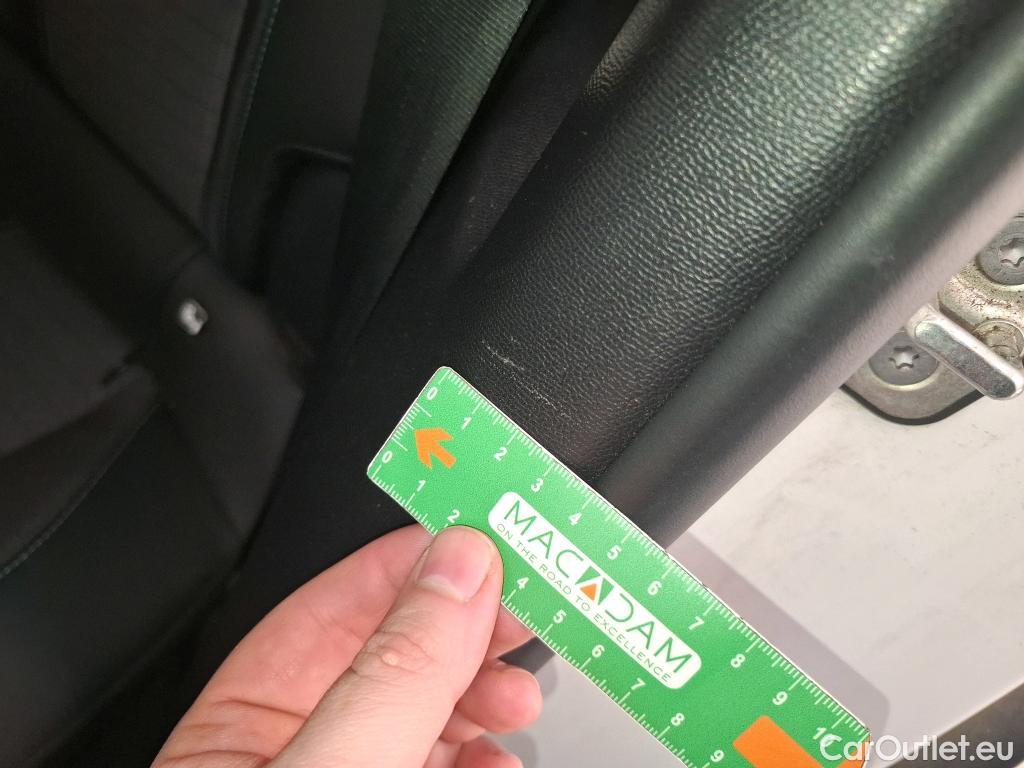 0 1 2 3 4 5 6 7 8 9 10
0 1 2 4 5 6 7 8 9
MACADAM
ON THE ROAD TO EXCELLENCE
CarOutlet.eu